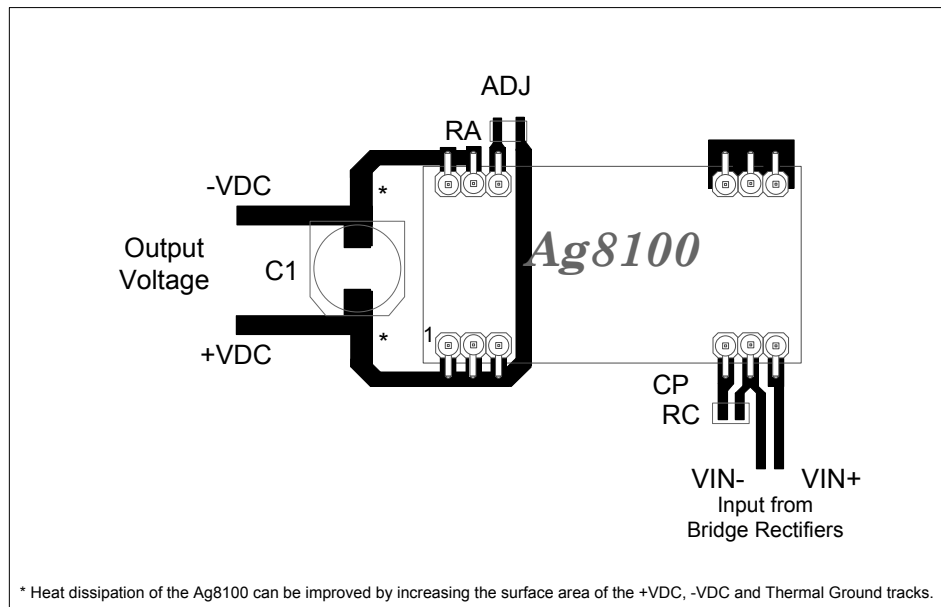 ADJ
RA
-VDC
*
Output
Voltage
C1
Ag8100
+VDC
*
1
CP
RC
VIN-
VIN+
Input from
Bridge Rectifiers
* Heat dissipation of the Ag8100 can be improved by increasing the surface area of the +VDC, -VDC and Thermal Ground tracks.